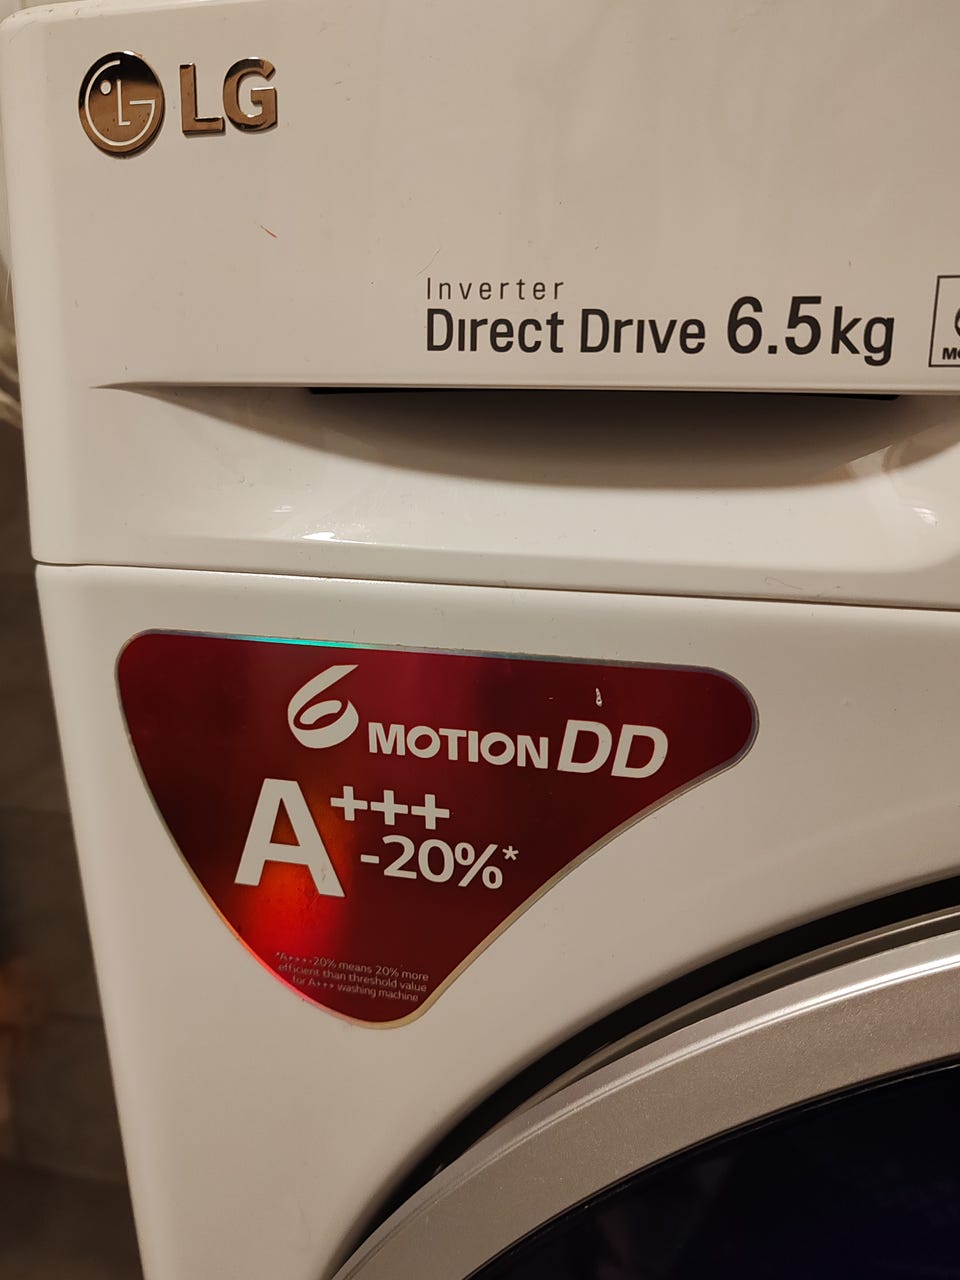 LG
Inverter
Direct Drive 6.5kg
6 MOTION DD
A+++
-20%*
*A+++-20% means 20% more
efficient than threshold value
for A+++ washing machine